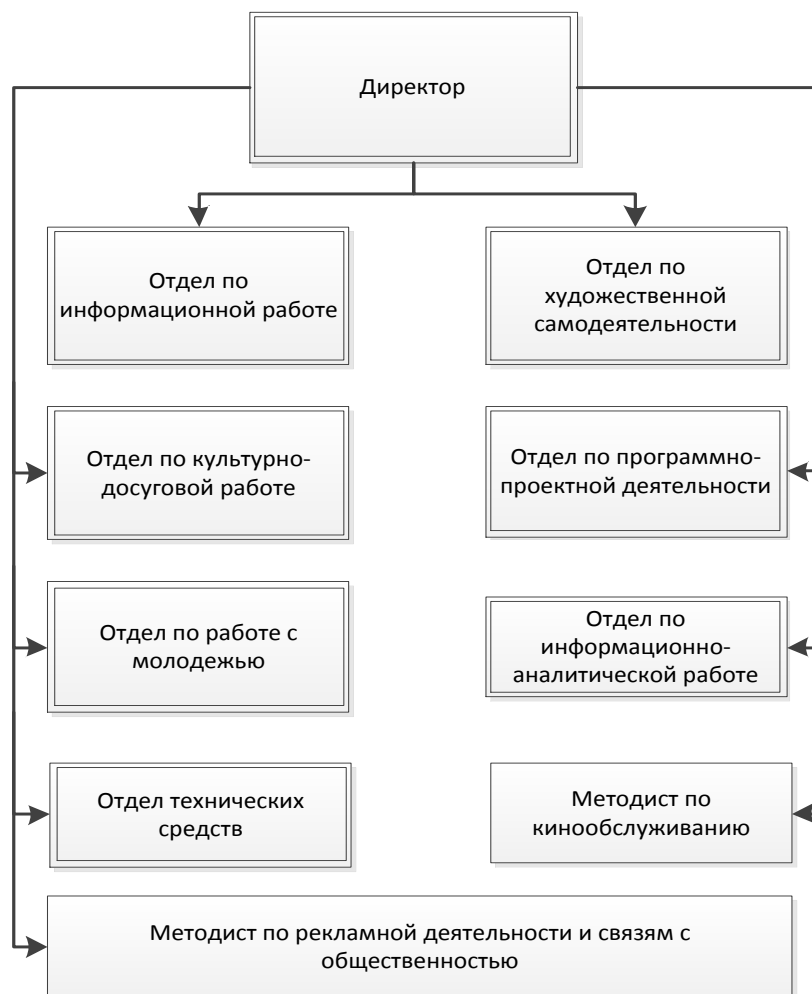 Директор
Отдел по
информационной работе
Отдел по
художественной
самодеятельности
Отдел по культурно-
досуговой работе
Отдел по программно-
проектной деятельности
Отдел по работе с
молодежью
Отдел по
информационно-
аналитической работе
Отдел технических
средств
Методист по
кинообслуживанию
Методист по рекламной деятельности и связям с
общественностью